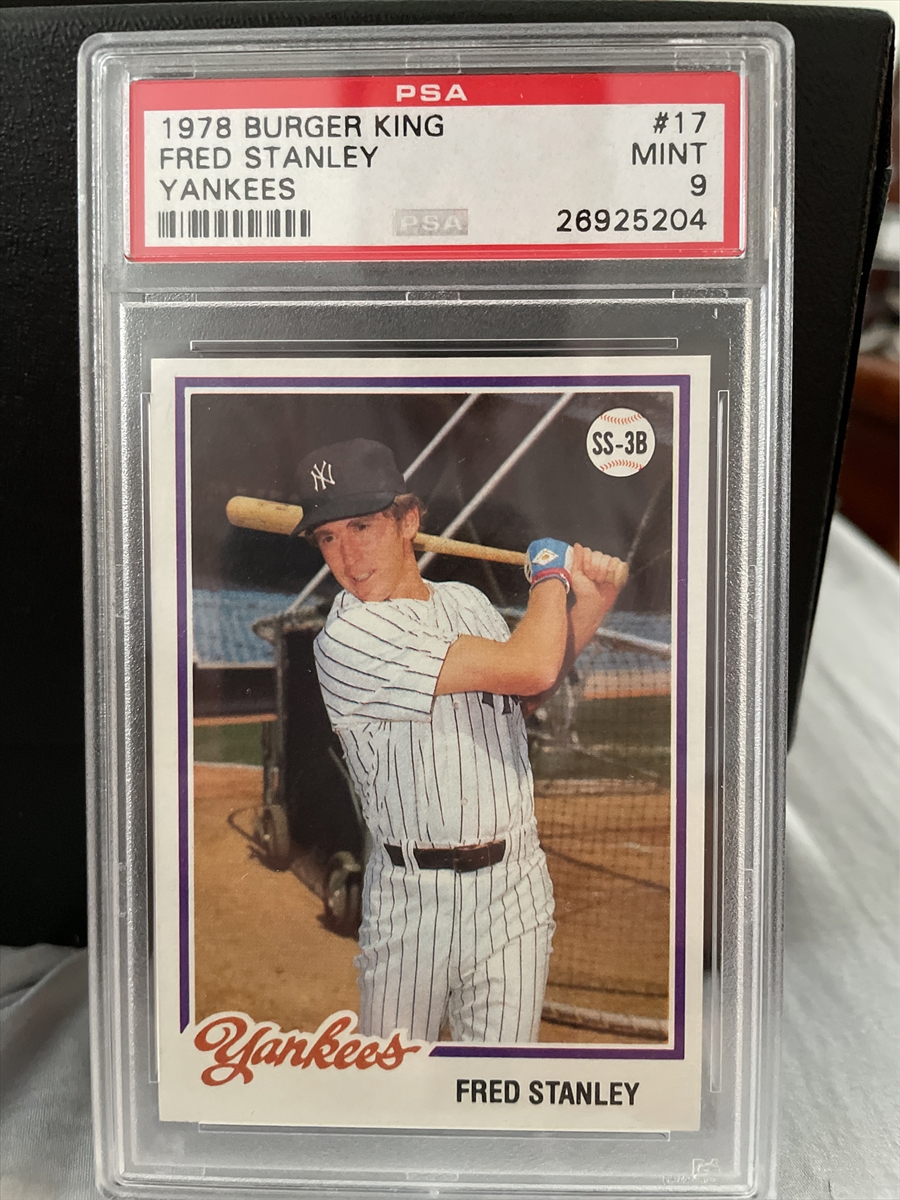 PSA
1978 BURGER KING #17
FRED STANLEY MINT
YANKEES 9
PSA 26925204
SS-3B
NY
Yankees
FRED STANLEY